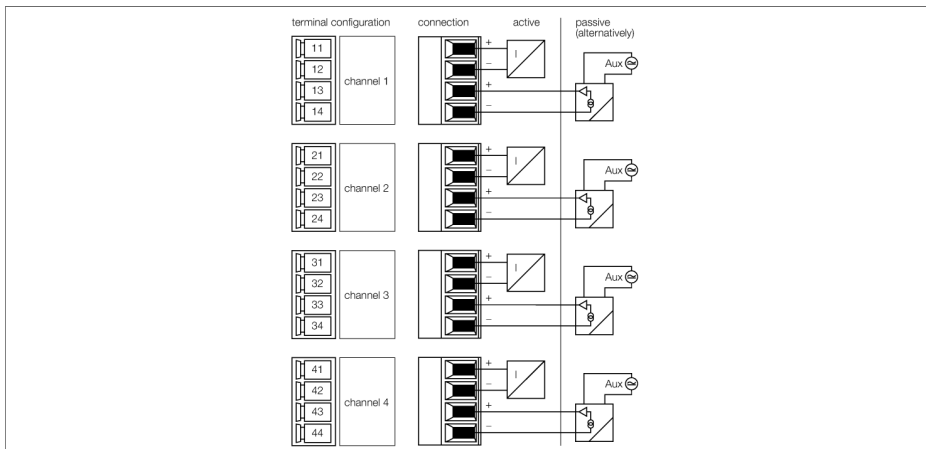 terminal configuration connection active passive
(alternatively)
11 + I
12 channel 1 − Aux
13 +
14 −
21 + I
22 channel 2 − Aux
23 +
24 −
31 + I
32 channel 3 − Aux
33 +
34 −
41 + I
42 channel 4 − Aux
43 +
44 −